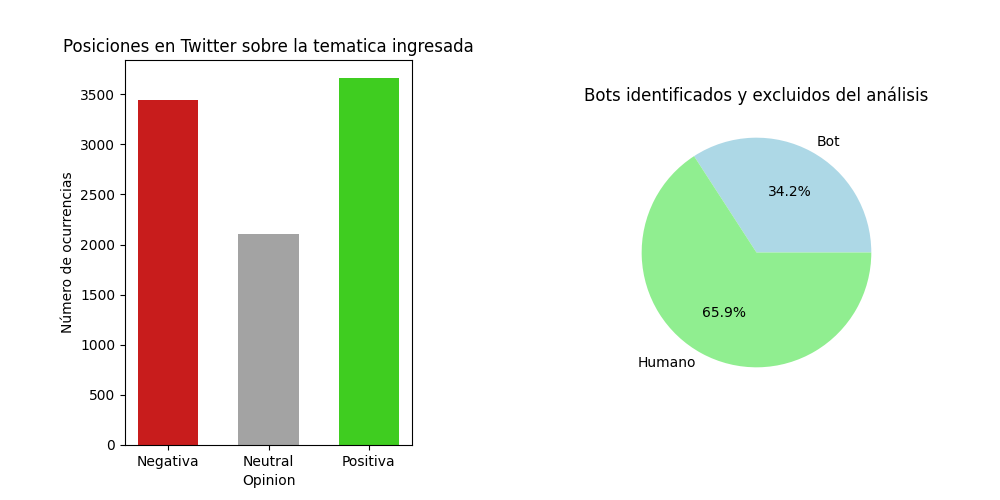 Posiciones en Twitter sobre la tematica ingresada
Número de ocurrencias
3500
3000
2500
2000
1500
1000
500
0
Negativa
Neutral
Positiva
Opinion
Bots identificados y excluidos del análisis
Bot
34.2%
65.9%
Humano